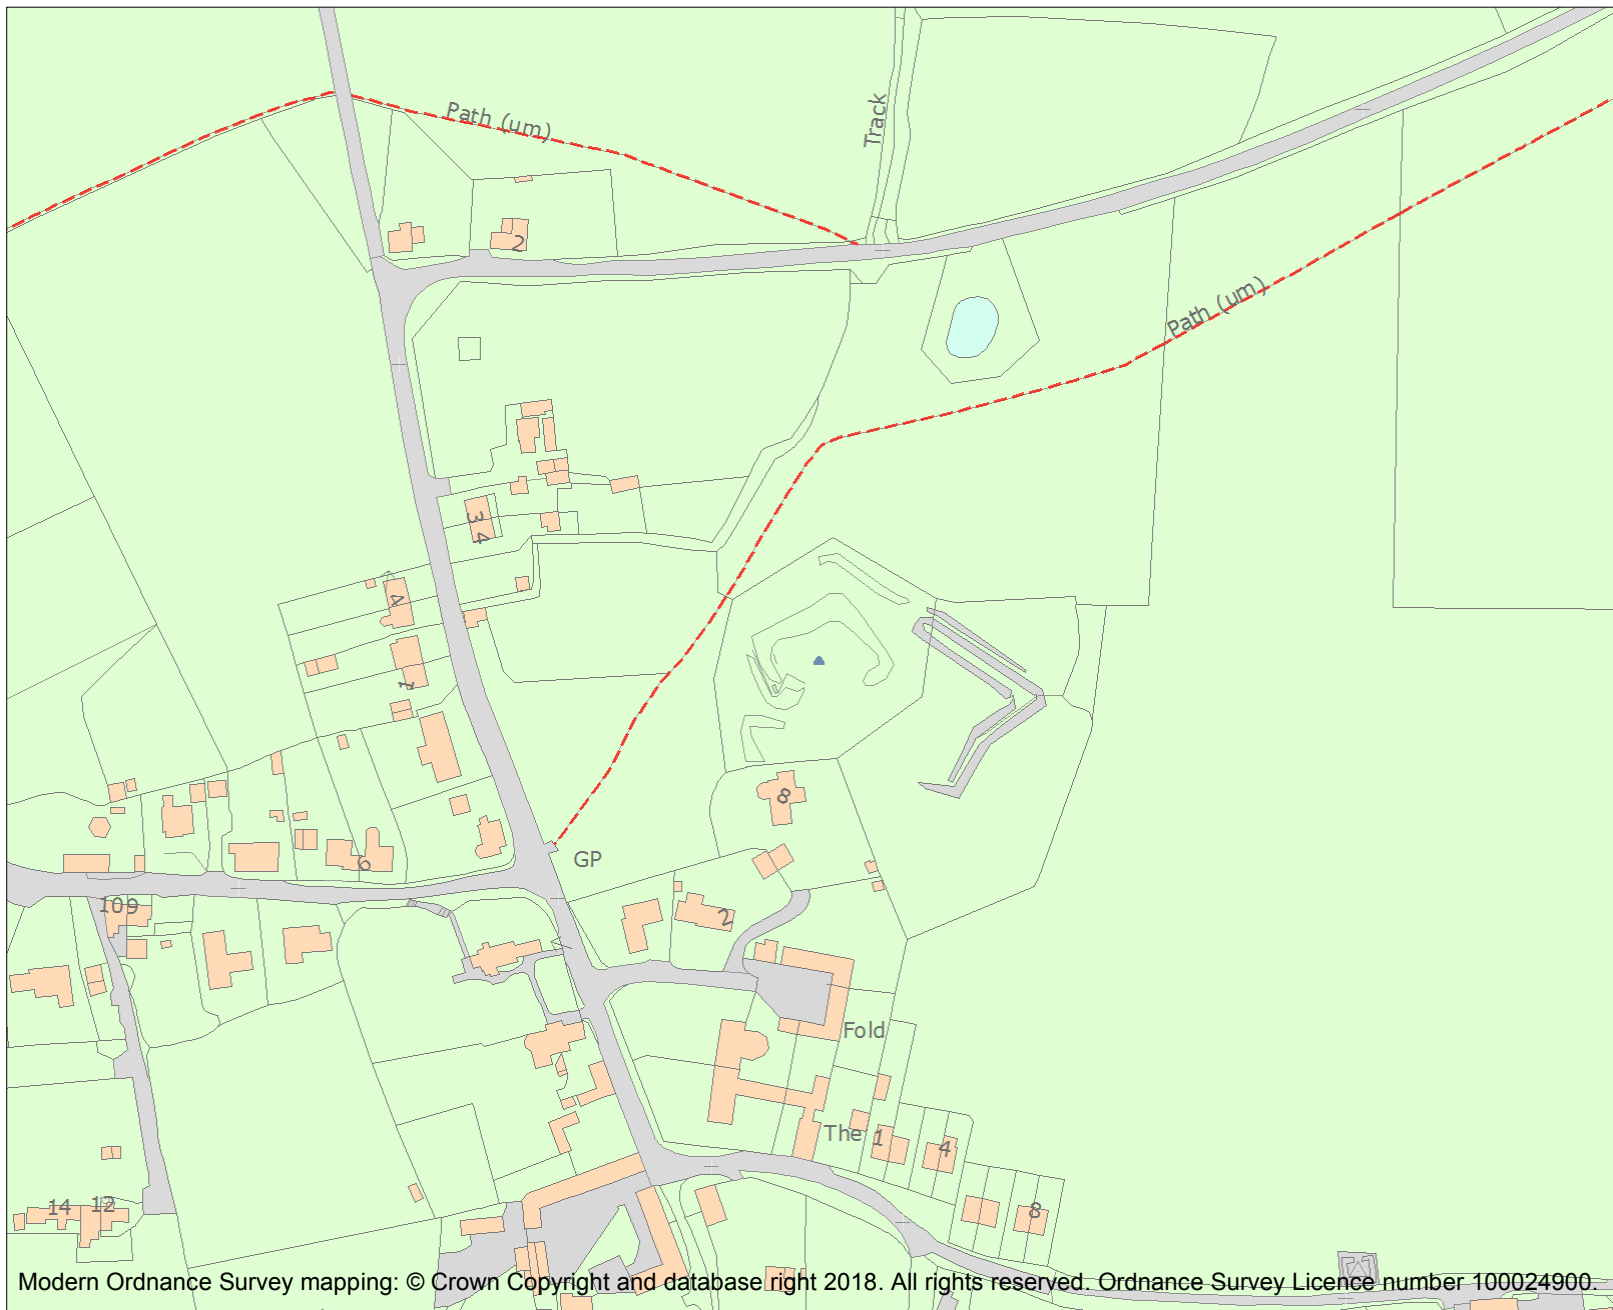 Path (um)
Track
2
Path (um)
3
4
4
1
8
GP
6
109
2
Fold
The
1
4
8
14
12
Modern Ordnance Survey mapping: © Crown Copyright and database right 2018. All rights reserved. Ordnance Survey Licence number 100024900.